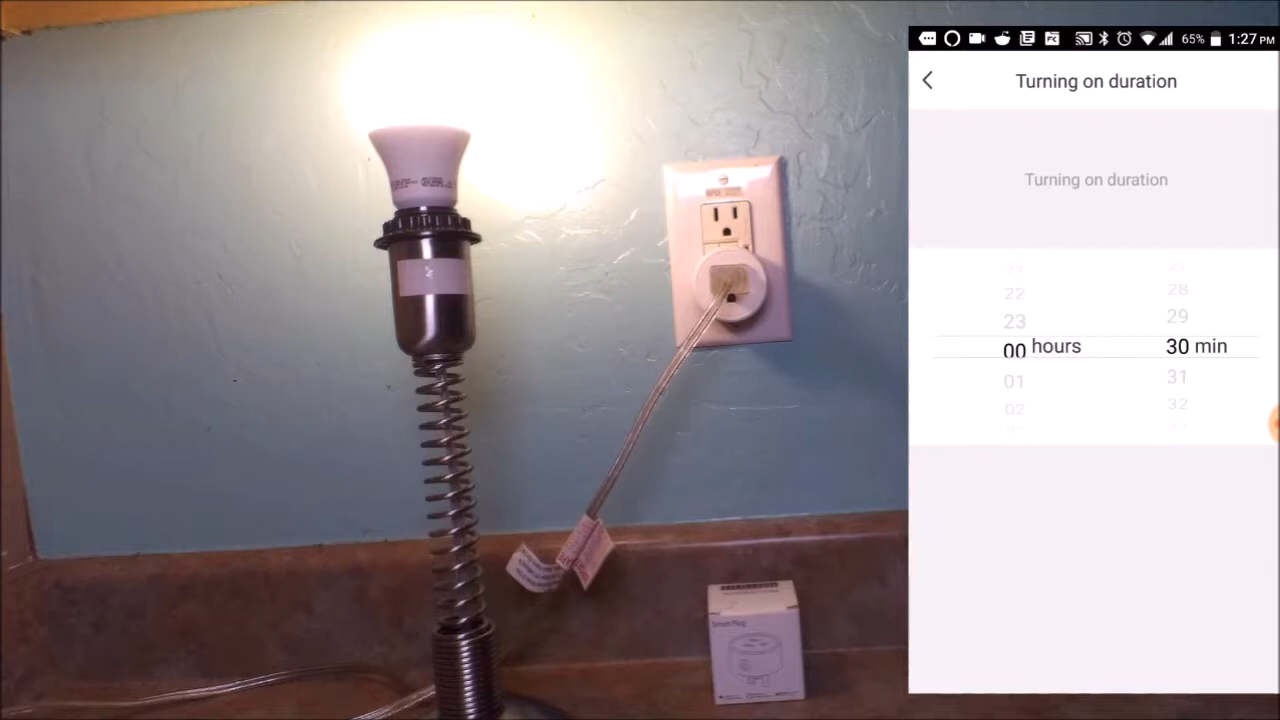 65% 1:27 PM
Turning on duration
Turning on duration
22 28
23 29
00 hours 30 min
01 31
02 32
Smart Plug